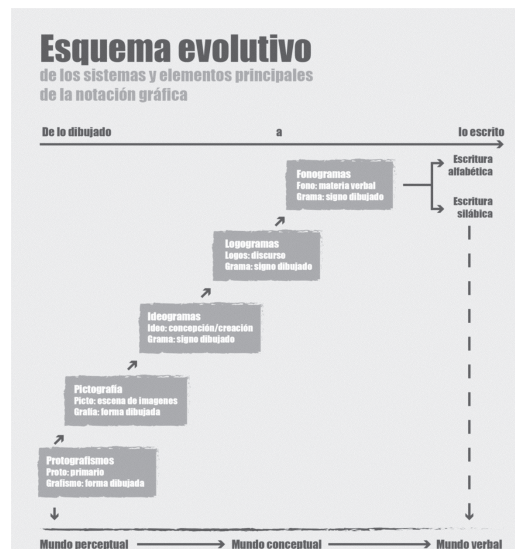 Esquema evolutivo
de los sistemas y elementos principales
de la notación gráfica
De lo dibujado a lo escrito
Fonogramas
Fono: materia verbal
Grama: signo dibujado
Escritura
alfabética
Escritura
silábica
Logogramas
Logos: discurso
Grama: signo dibujado
Ideogramas
Ideo: concepción/creación
Grama: signo dibujado
Pictografía
Picto: escena de imagenes
Grafía: forma dibujada
Protografismos
Proto: primario
Grafismo: forma dibujada
Mundo perceptual Mundo conceptual Mundo verbal